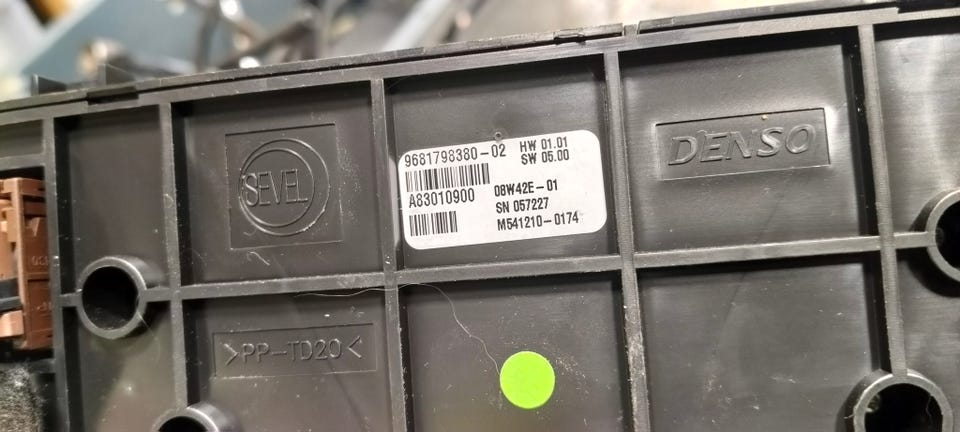 SEVEL
9681798380-02 HW 01.01
SW 05.00
A83010900 08W42E-01
SN 057227
M541210-0174
DENSO
>PP-TD20<